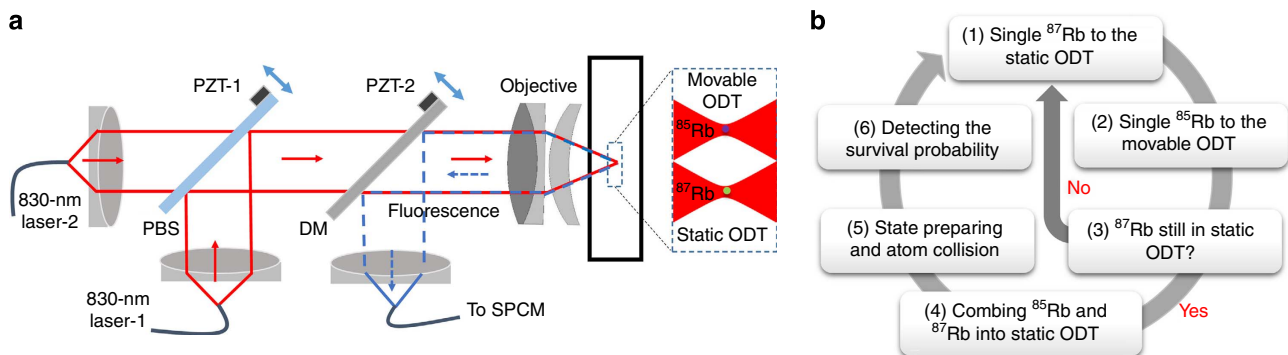 a
PZT-1
PZT-2
Objective
Movable
ODT
⁸⁵Rb
⁸⁷Rb
Static ODT
830-nm
laser-2
PBS
DM
Fluorescence
830-nm
laser-1
To SPCM
b
(1) Single ⁸⁷Rb to the
static ODT
(2) Single ⁸⁵Rb to the
movable ODT
No
(3) ⁸⁷Rb still in static
ODT?
Yes
(4) Combing ⁸⁵Rb and
⁸⁷Rb into static ODT
(5) State preparing
and atom collision
(6) Detecting the
survival probability